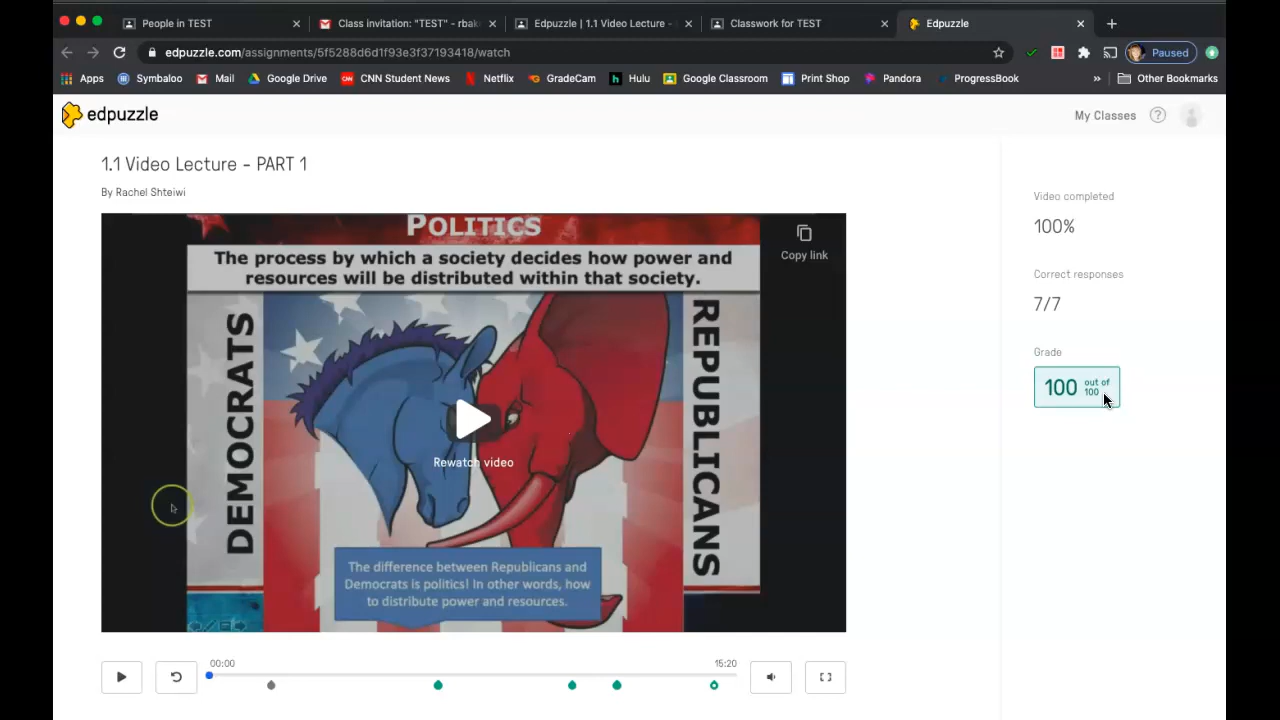 People in TEST
Class invitation: "TEST" - rbak
Edpuzzle | 1.1 Video Lecture -
Classwork for TEST
Edpuzzle
edpuzzle.com/assignments/5f5288d6d1f93e3f37193418/watch
Paused
Apps
Symbaloo
Mail
Google Drive
CNN Student News
Netflix
GradeCam
Hulu
Google Classroom
Print Shop
Pandora
ProgressBook
»
Other Bookmarks
edpuzzle
My Classes
?
1.1 Video Lecture - PART 1
By Rachel Shteiwi
POLITICS
The process by which a society decides how power and
resources will be distributed within that society.
Copy link
DEMOCRATS
REPUBLICANS
Rewatch video
The difference between Republicans and
Democrats is politics! In other words, how
to distribute power and resources.
00:00
15:20
Video completed
100%
Correct responses
7/7
Grade
100 out of
100